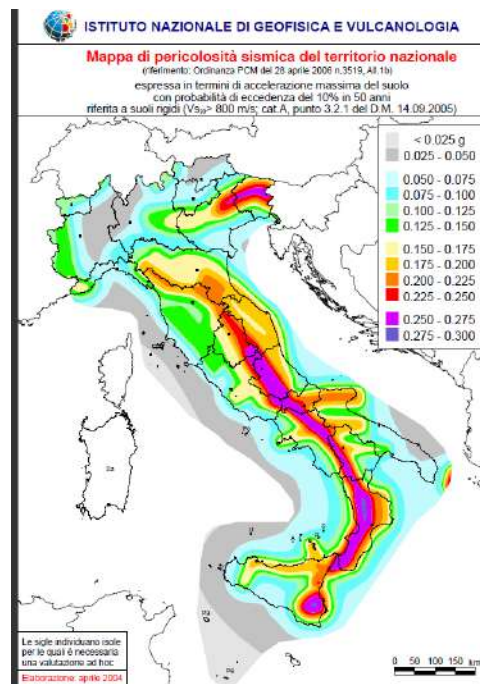 ISTITUTO NAZIONALE DI GEOFISICA E VULCANOLOGIA
Mappa di pericolosità sismica del territorio nazionale
(riferimento: Ordinanza PCM del 28 aprile 2006 n.3519, All.1b)
espressa in termini di accelerazione massima del suolo
con probabilità di eccedenza del 10% in 50 anni
riferita a suoli rigidi (Vs₃₀> 800 m/s; cat.A, punto 3.2.1 del D.M. 14.09.2005)
< 0.025 g
0.025 - 0.050
0.050 - 0.075
0.075 - 0.100
0.100 - 0.125
0.125 - 0.150
0.150 - 0.175
0.175 - 0.200
0.200 - 0.225
0.225 - 0.250
0.250 - 0.275
0.275 - 0.300
Le sigle individuano isole
per le quali è necessaria
una valutazione ad hoc
Elaborazione: aprile 2004
0 50 100 150
km